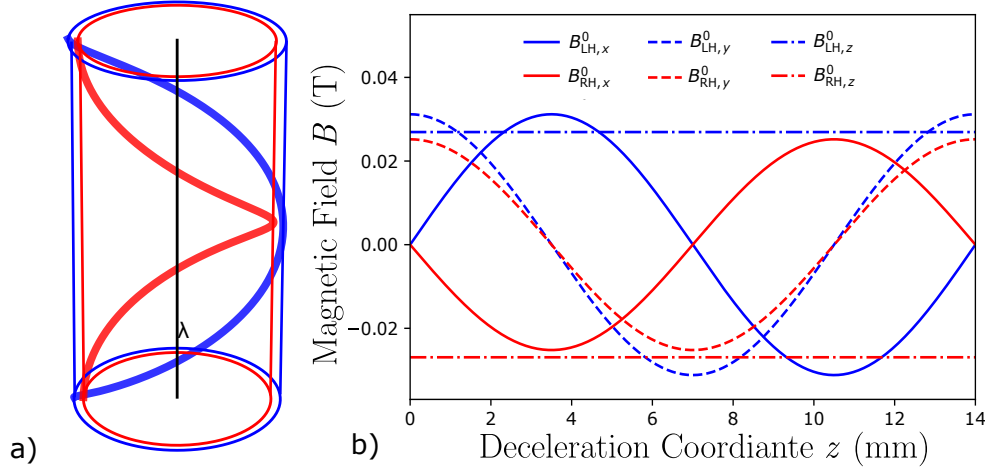 λ
a)
b)
Magnetic Field B (T)
0.04
0.02
0.00
−0.02
B⁰LH, x
B⁰LH, y
B⁰LH, z
B⁰RH, x
B⁰RH, y
B⁰RH, z
0 2 4 6 8 10 12 14
Deceleration Coordiante z (mm)